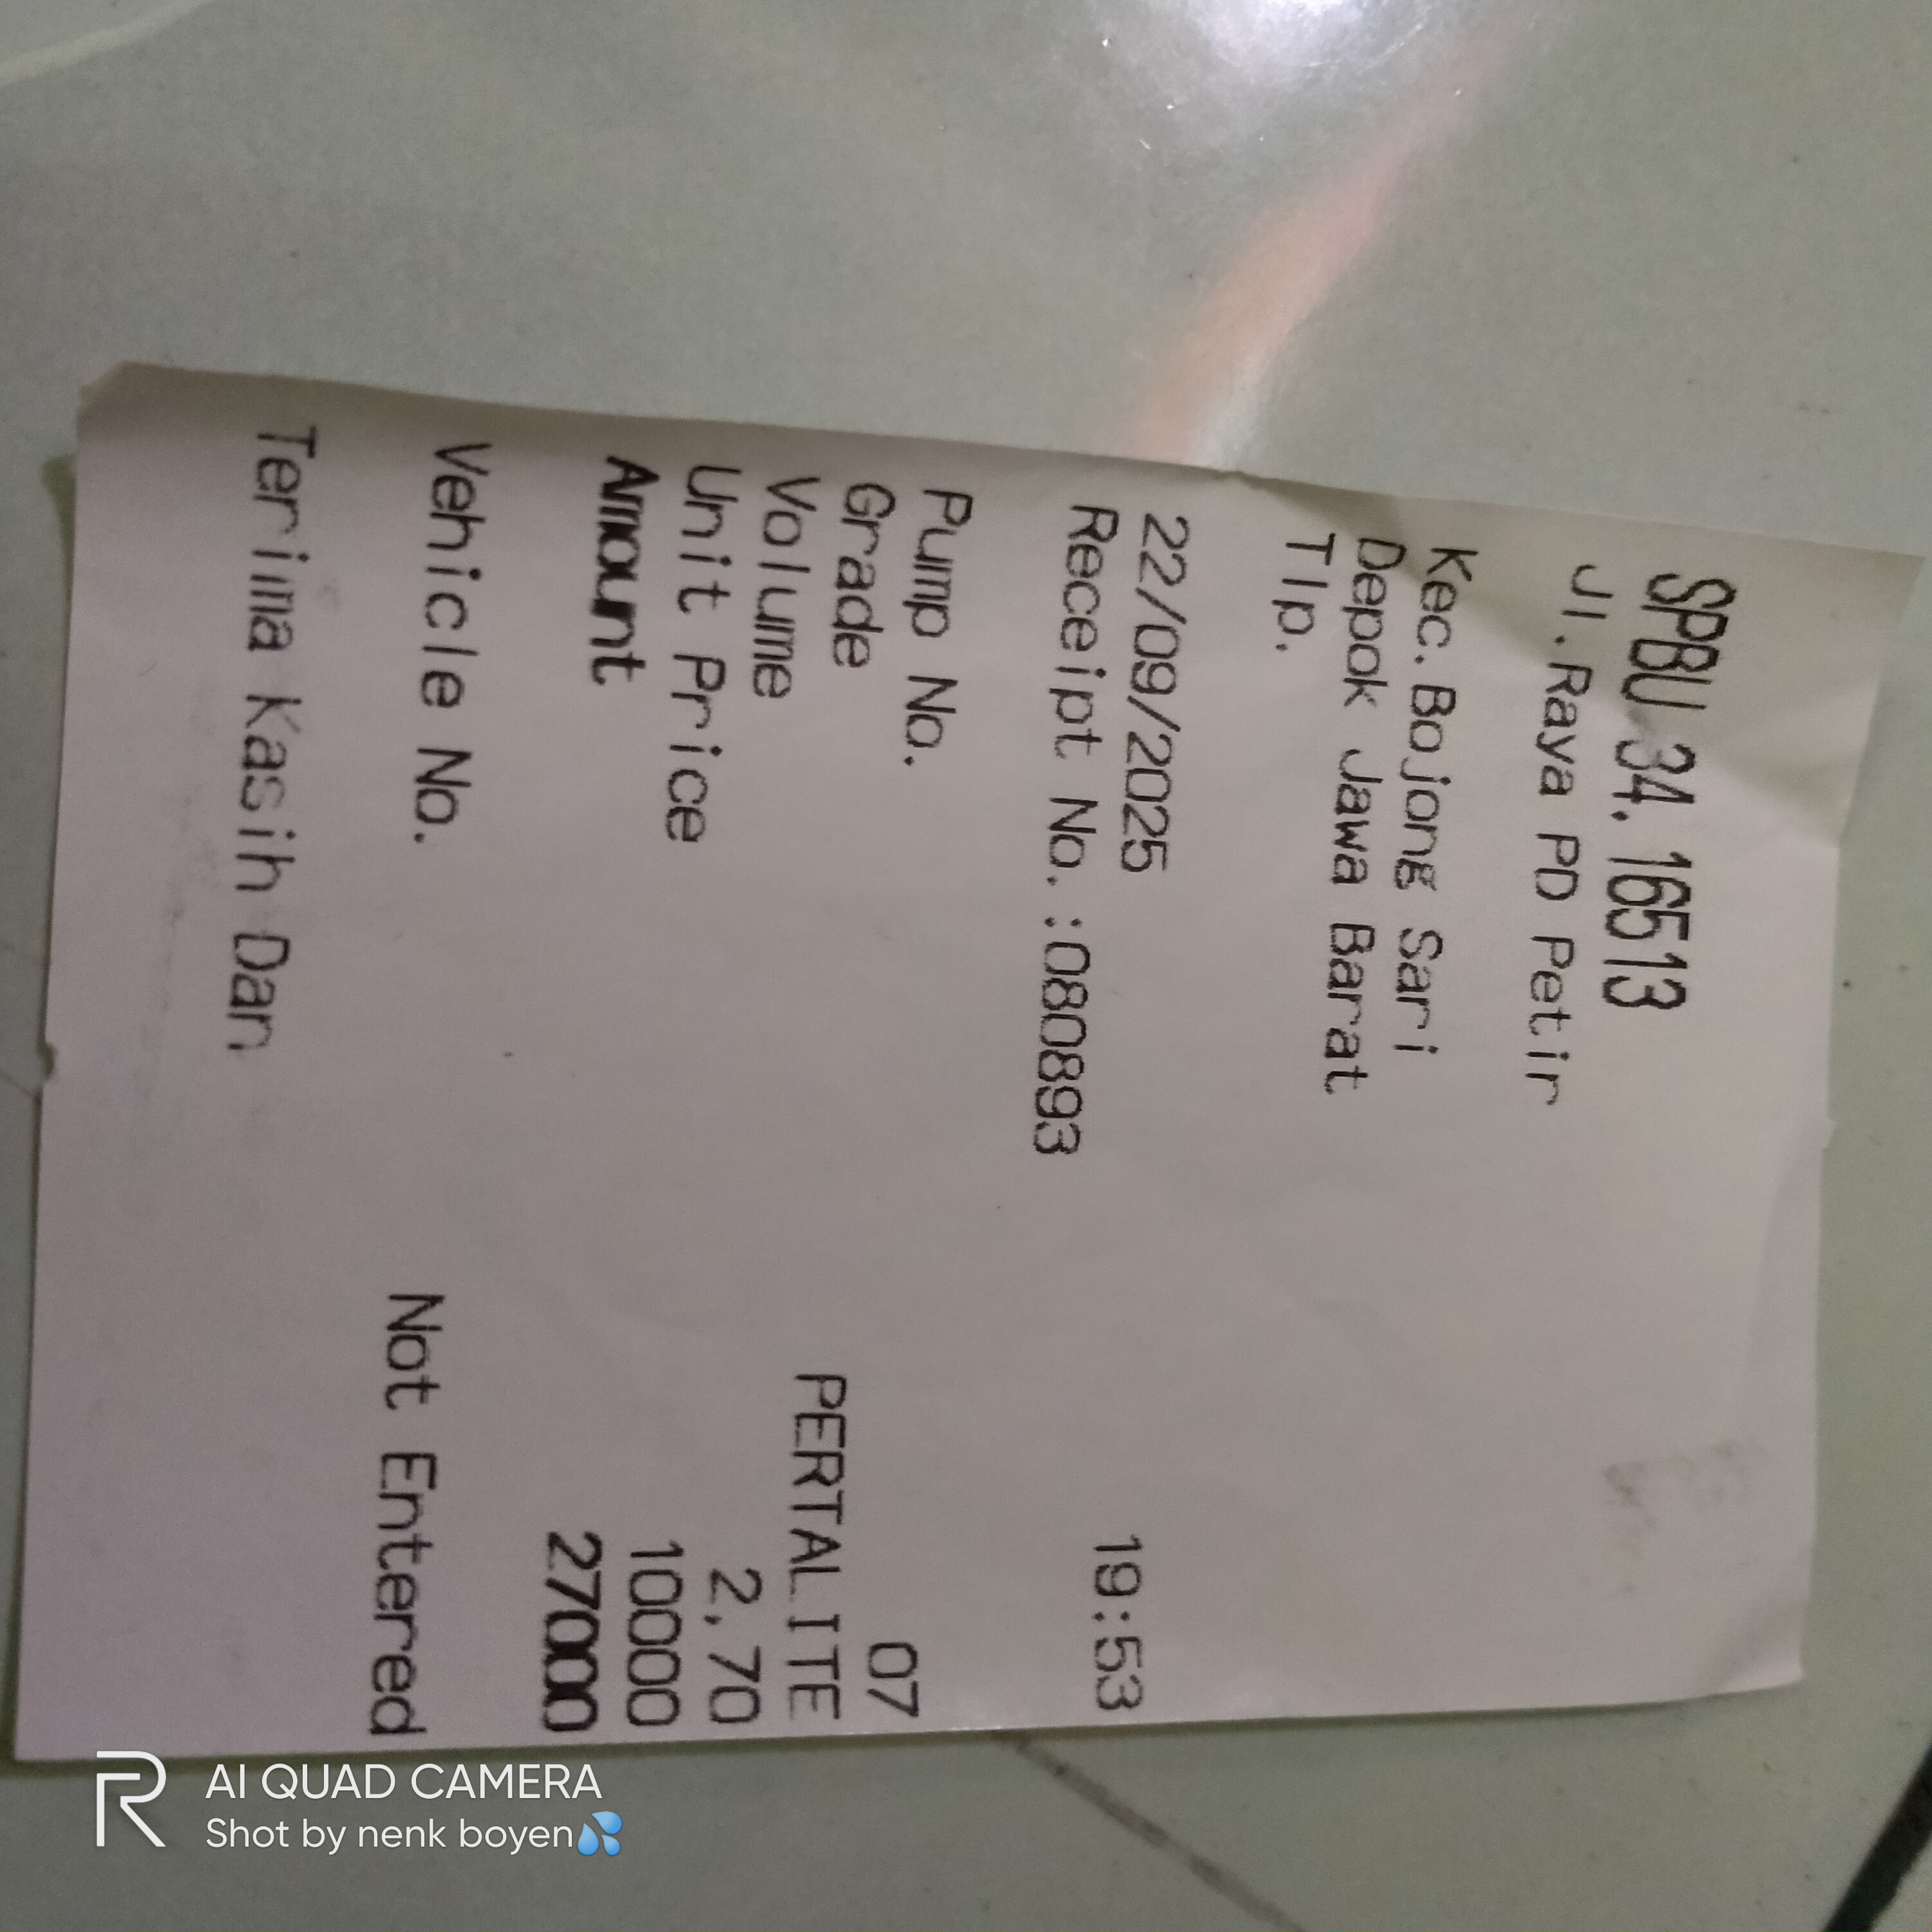 SPBU 34.16513
Jl.Raya PD Petir
Kec.Bojong Sari
Depok Jawa Barat
Tlp.
22/09/2025 19:53
Receipt No.:080893
Pump No. 07
Grade PERTALITE
Volume 2,70
Unit Price 10000
Amount 27000
Vehicle No. Not Entered
Terima Kasih Dan
R AI QUAD CAMERA
Shot by nenk boyen💦